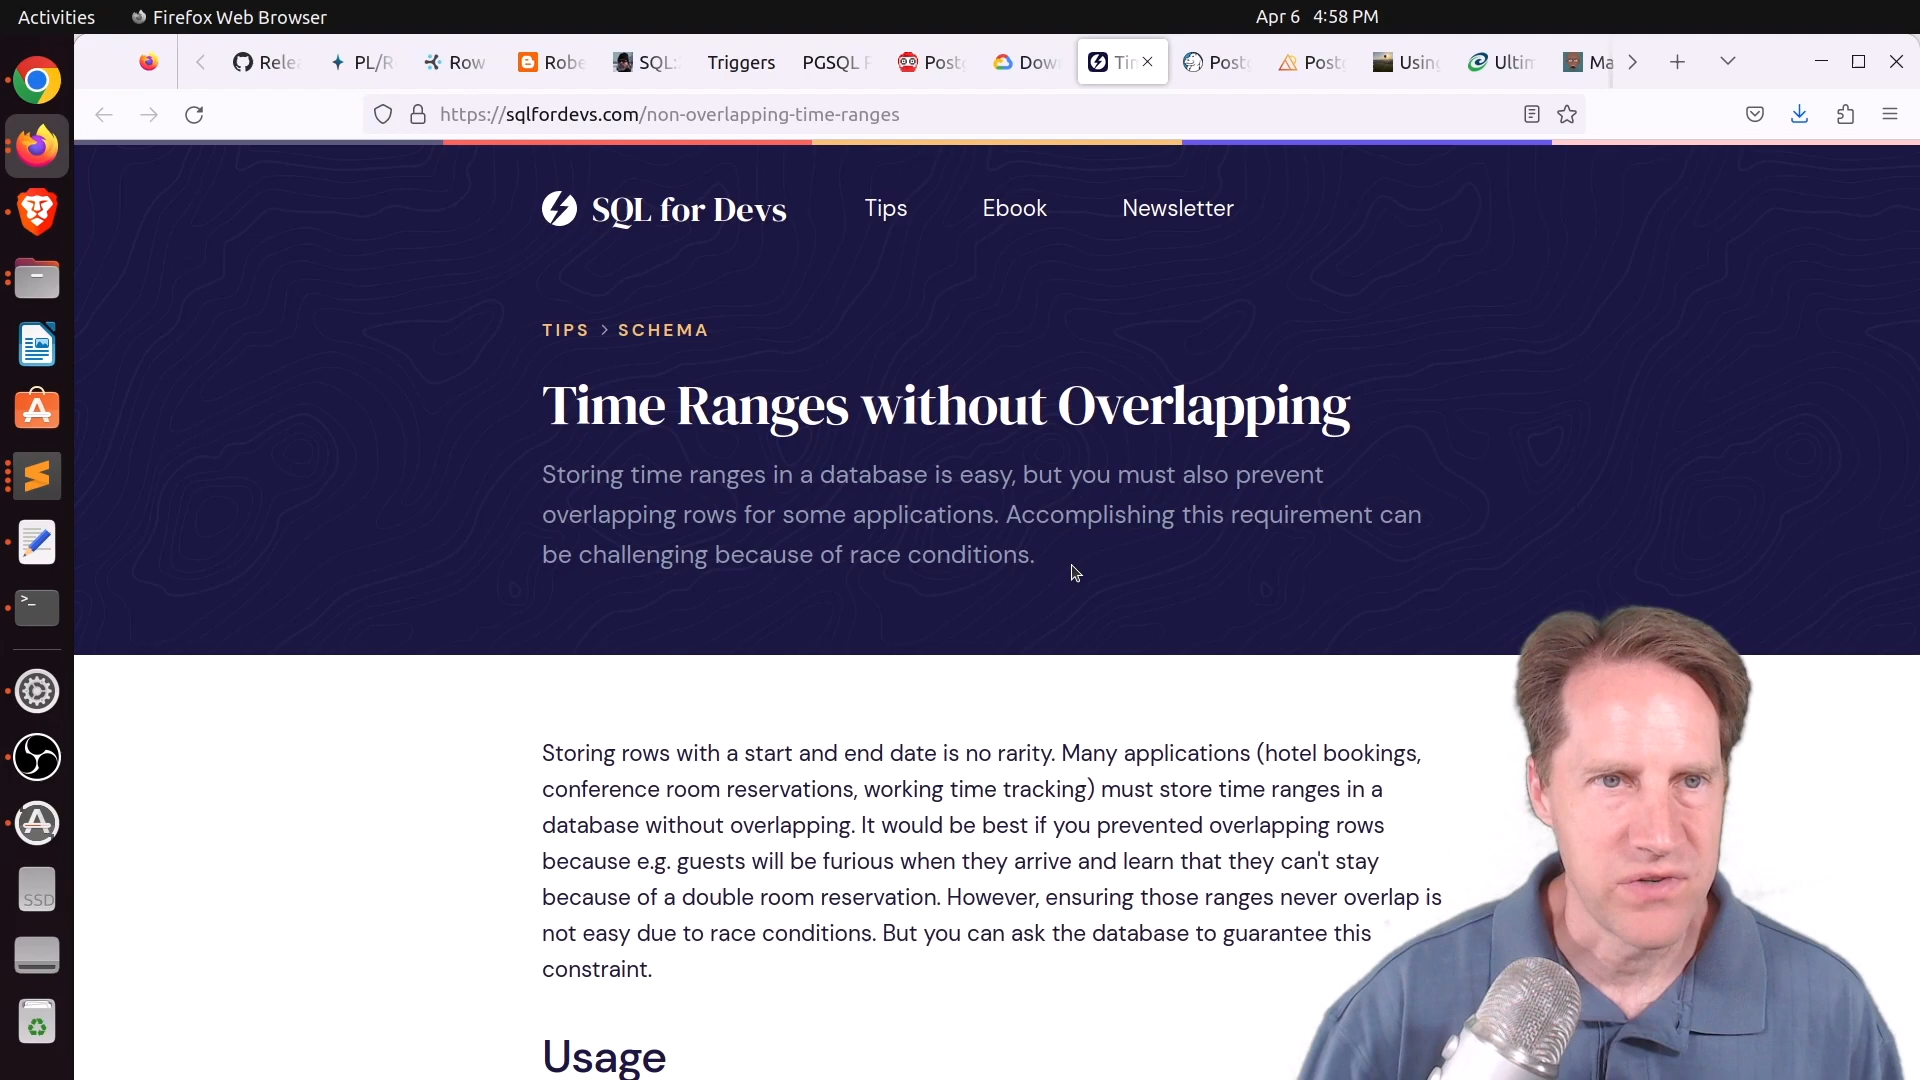 Activities
Firefox Web Browser
Apr 6 4:58 PM
Rele
PL/R
Row
Robe
SQL:
Triggers
PGSQL P
Post
Dow
Tim
Post
Post
Using
Ultim
Ma
https://sqlfordevs.com/non-overlapping-time-ranges
SQL for Devs
Tips
Ebook
Newsletter
TIPS > SCHEMA
Time Ranges without Overlapping
Storing time ranges in a database is easy, but you must also prevent
overlapping rows for some applications. Accomplishing this requirement can
be challenging because of race conditions.
Storing rows with a start and end date is no rarity. Many applications (hotel bookings,
conference room reservations, working time tracking) must store time ranges in a
database without overlapping. It would be best if you prevented overlapping rows
because e.g. guests will be furious when they arrive and learn that they can't stay
because of a double room reservation. However, ensuring those ranges never overlap is
not easy due to race conditions. But you can ask the database to guarantee this
constraint.
Usage
SSD